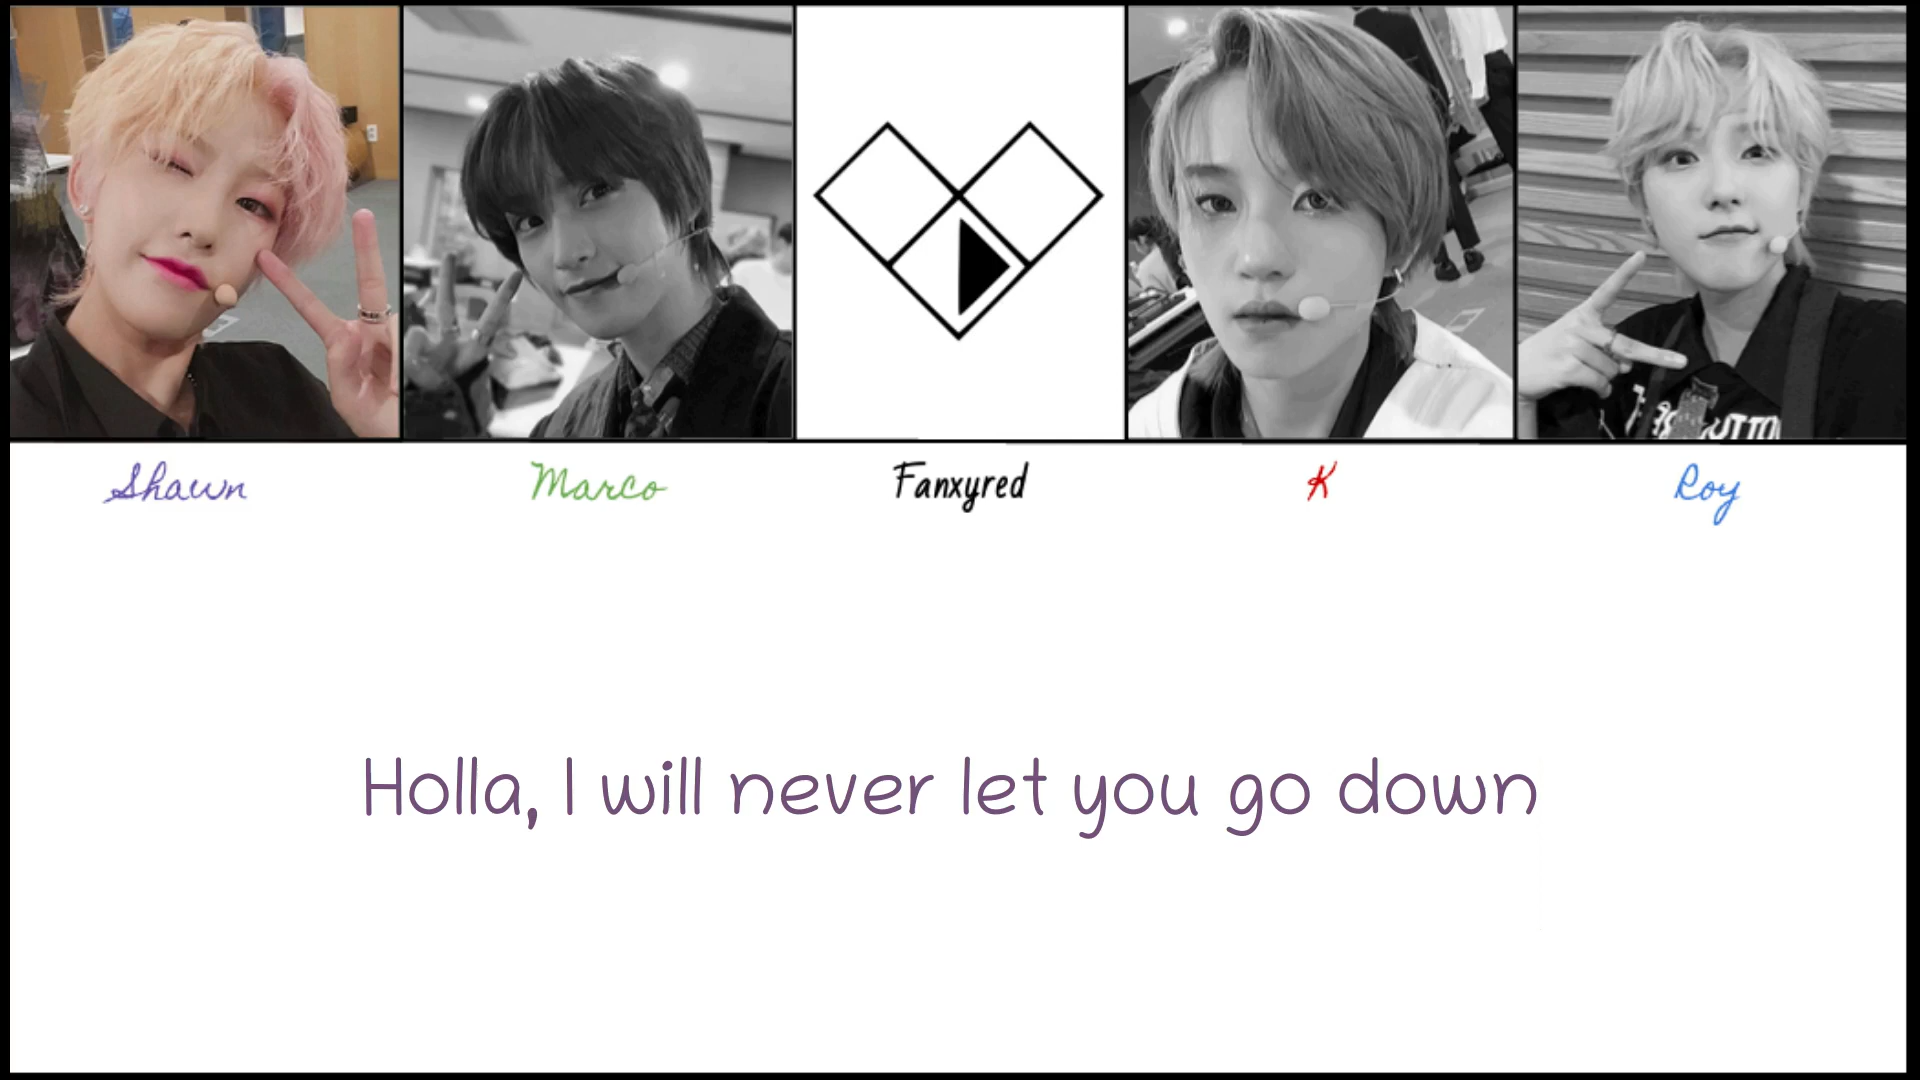 Shawn
Marco
Fanxyred
K
Roy
Holla, I will never let you go down